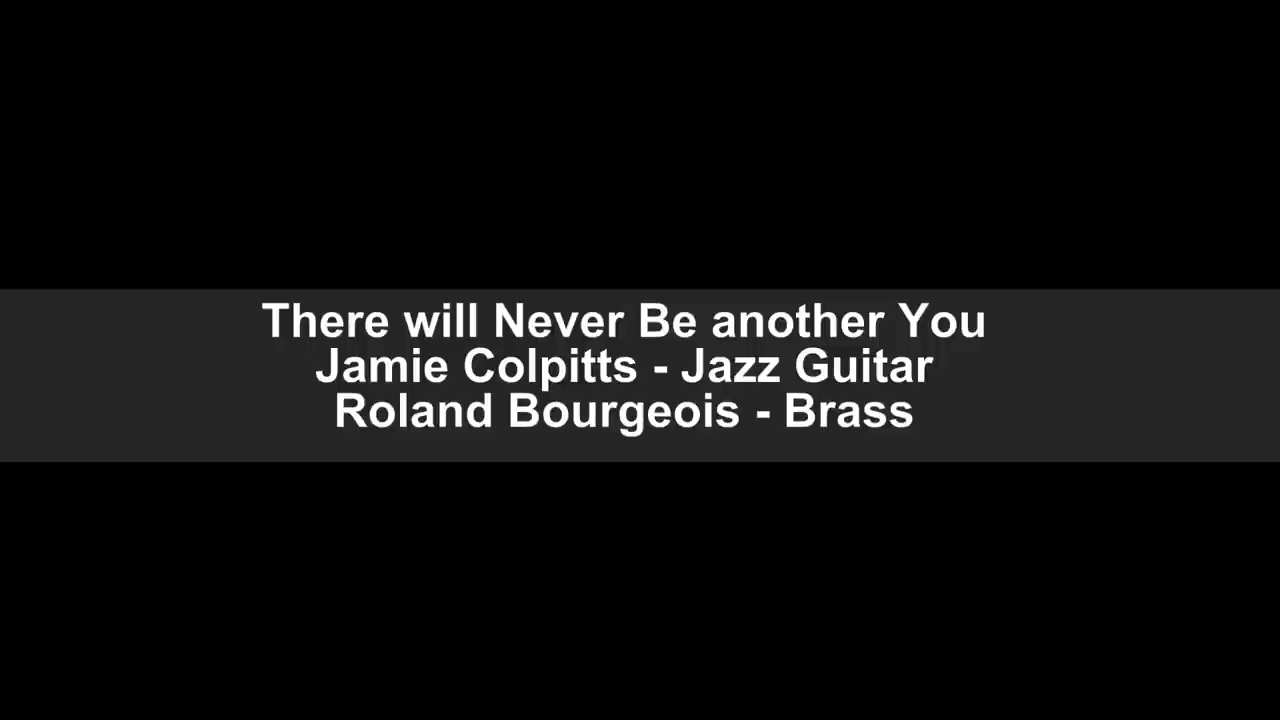 There will Never Be another You
Jamie Colpitts - Jazz Guitar
Roland Bourgeois - Brass